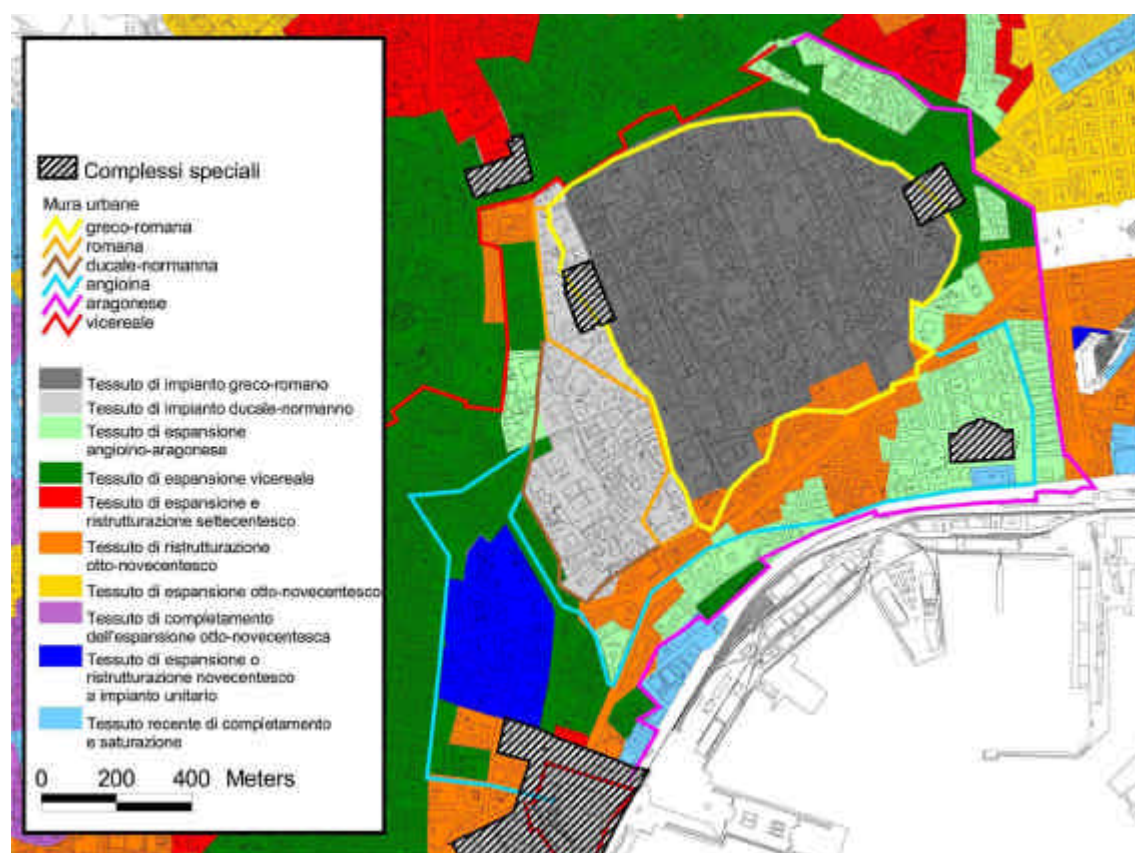 Complessi speciali
Mura urbane
greco-romana
romana
ducale-normanna
angioina
aragonese
vicereale
Tessuto di impianto greco-romano
Tessuto di impianto ducale-normanno
Tessuto di espansione
angioino-aragonese
Tessuto di espansione vicereale
Tessuto di espansione e
ristrutturazione settecentesco
Tessuto di ristrutturazione
otto-novecentesco
Tessuto di espansione otto-novecentesco
Tessuto di completamento
dell'espansione otto-novecentesca
Tessuto di espansione o
ristrutturazione novecentesco
a impianto unitario
Tessuto recente di completamento
e saturazione
0 200 400 Meters